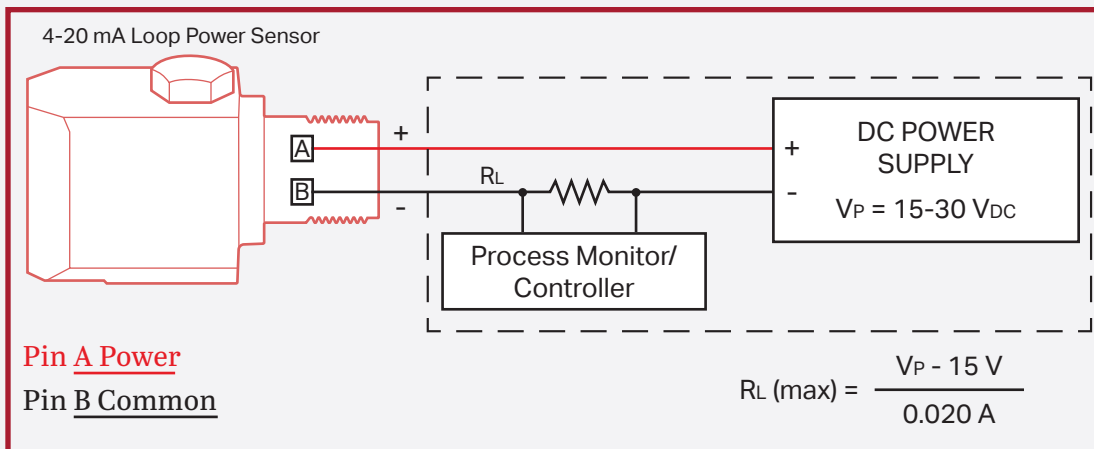 4-20 mA Loop Power Sensor
A
B
+
-
RL
Process Monitor/
Controller
+
-
DC POWER
SUPPLY
VP = 15-30 VDC
Pin A Power
Pin B Common
RL (max) =
VP - 15 V
0.020 A